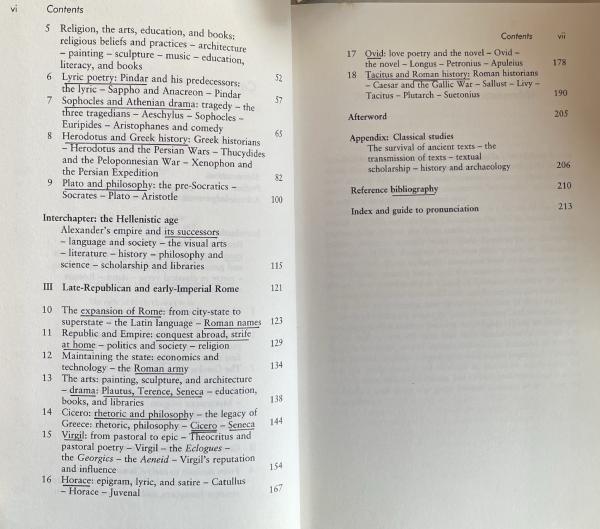 vi Contents
5 Religion, the arts, education, and books:
religious beliefs and practices – architecture
– painting – sculpture – music – education,
literacy, and books 52
6 Lyric poetry: Pindar and his predecessors:
the lyric – Sappho and Anacreon – Pindar 57
7 Sophocles and Athenian drama: tragedy – the
three tragedians – Aeschylus – Sophocles –
Euripides – Aristophanes and comedy 65
8 Herodotus and Greek history: Greek historians
– Herodotus and the Persian Wars – Thucydides
and the Peloponnesian War – Xenophon and
the Persian Expedition 82
9 Plato and philosophy: the pre-Socratics –
Socrates – Plato – Aristotle 100
Interchapter: the Hellenistic age
Alexander's empire and its successors
– language and society – the visual arts
– literature – history – philosophy and
science – scholarship and libraries 115
III Late-Republican and early-Imperial Rome 121
10 The expansion of Rome: from city-state to
superstate – the Latin language – Roman names 123
11 Republic and Empire: conquest abroad, strife
at home – politics and society – religion 129
12 Maintaining the state: economics and
technology – the Roman army 134
13 The arts: painting, sculpture, and architecture
– drama: Plautus, Terence, Seneca – education,
books, and libraries 138
14 Cicero: rhetoric and philosophy – the legacy of
Greece: rhetoric, philosophy – Cicero – Seneca 144
15 Virgil: from pastoral to epic – Theocritus and
pastoral poetry – Virgil – the Eclogues –
the Georgics – the Aeneid – Virgil's reputation
and influence 154
16 Horace: epigram, lyric, and satire – Catullus
– Horace – Juvenal 167
Contents vii
17 Ovid: love poetry and the novel – Ovid –
the novel – Longus – Petronius – Apuleius 178
18 Tacitus and Roman history: Roman historians
– Caesar and the Gallic War – Sallust – Livy –
Tacitus – Plutarch – Suetonius 190
Afterword 205
Appendix: Classical studies
The survival of ancient texts – the
transmission of texts – textual
scholarship – history and archaeology 206
Reference bibliography 210
Index and guide to pronunciation 213